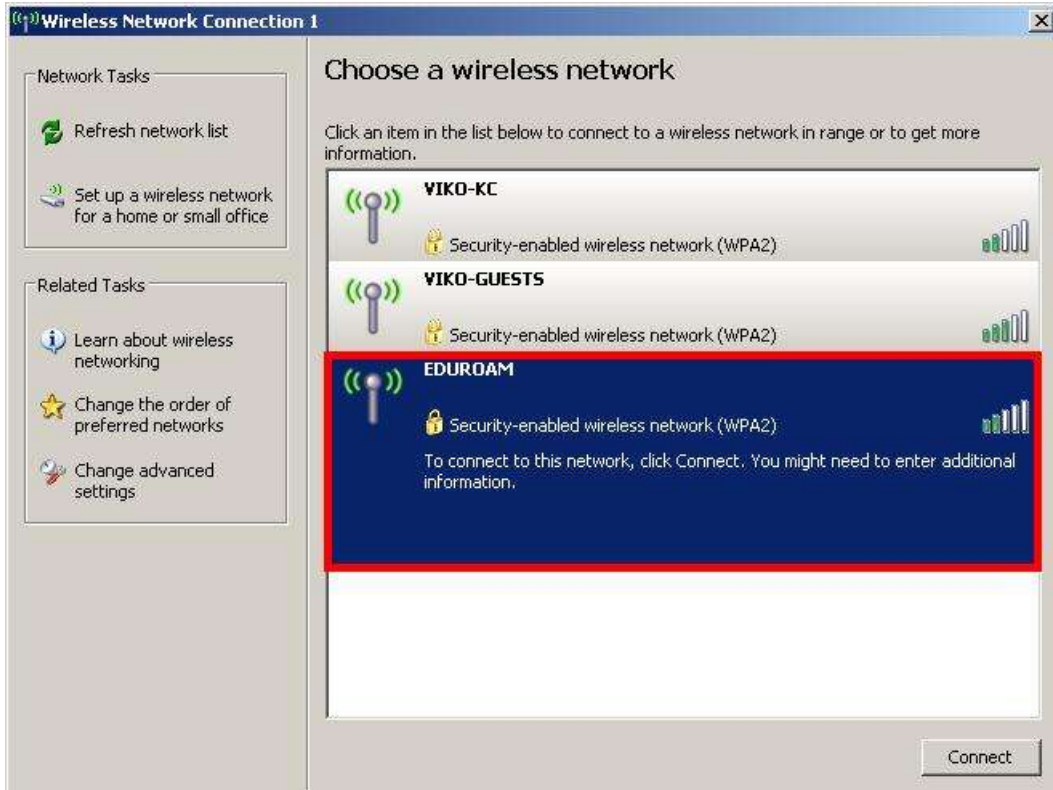 Wireless Network Connection 1
Network Tasks
Refresh network list
Set up a wireless network
for a home or small office
Related Tasks
Learn about wireless
networking
Change the order of
preferred networks
Change advanced
settings
Choose a wireless network
Click an item in the list below to connect to a wireless network in range or to get more
information.
VIKO-KC
Security-enabled wireless network (WPA2)
VIKO-GUESTS
Security-enabled wireless network (WPA2)
EDUROAM
Security-enabled wireless network (WPA2)
To connect to this network, click Connect. You might need to enter additional
information.
Connect